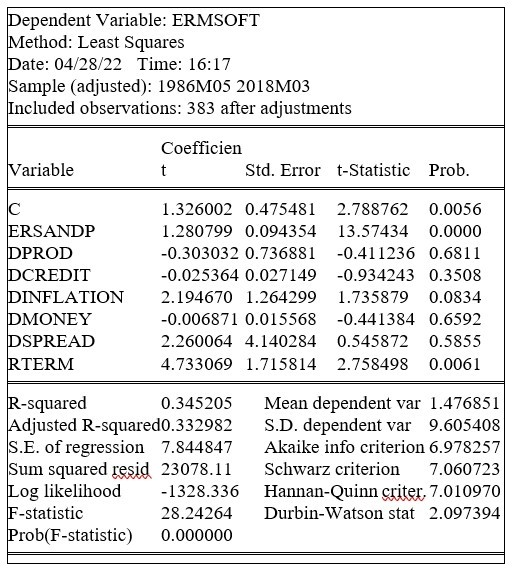 Dependent Variable: ERMSOFT
Method: Least Squares
Date: 04/28/22 Time: 16:17
Sample (adjusted): 1986M05 2018M03
Included observations: 383 after adjustments
Coefficien
Variable t Std. Error t-Statistic Prob.
C 1.326002 0.475481 2.788762 0.0056
ERSANDP 1.280799 0.094354 13.57434 0.0000
DPROD -0.303032 0.736881 -0.411236 0.6811
DCREDIT -0.025364 0.027149 -0.934243 0.3508
DINFLATION 2.194670 1.264299 1.735879 0.0834
DMONEY -0.006871 0.015568 -0.441384 0.6592
DSPREAD 2.260064 4.140284 0.545872 0.5855
RTERM 4.733069 1.715814 2.758498 0.0061
R-squared 0.345205 Mean dependent var 1.476851
Adjusted R-squared 0.332982 S.D. dependent var 9.605408
S.E. of regression 7.844847 Akaike info criterion 6.978257
Sum squared resid 23078.11 Schwarz criterion 7.060723
Log likelihood -1328.336 Hannan-Quinn criter. 7.010970
F-statistic 28.24264 Durbin-Watson stat 2.097394
Prob(F-statistic) 0.000000